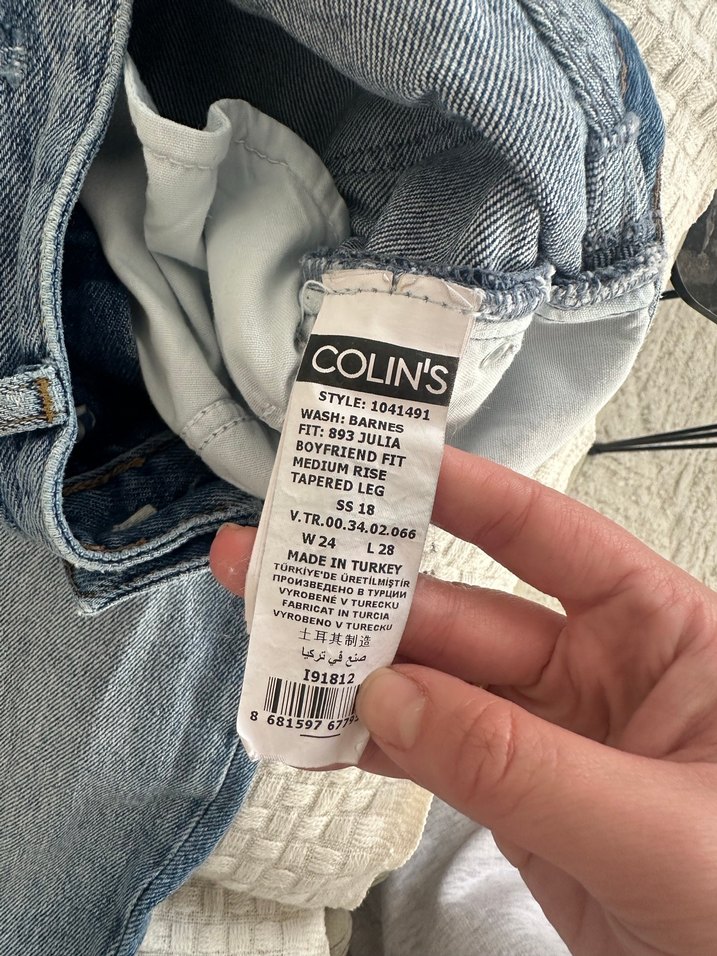 COLIN'S
STYLE: 1041491
WASH: BARNES
FIT: 893 JULIA
BOYFRIEND FIT
MEDIUM RISE
TAPERED LEG
SS 18
V.TR.00.34.02.066
W 24 L 28
MADE IN TURKEY
TÜRKİYE'DE ÜRETİLMİŞTİR
ПРОИЗВЕДЕНО В ТУРЦИИ
VYROBENÉ V TURECKU
FABRICAT IN TURCIA
VYROBENO V TURECKU
土耳其制造
صنع في تركيا
I91812
8 681597